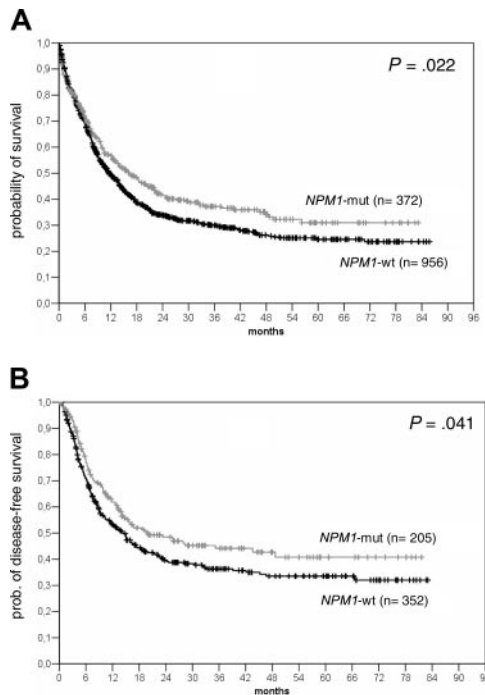 A
P = .022
1,0
0,9
0,8
0,7
0,6
0,5
0,4
0,3
0,2
0,1
0,0
probability of survival
NPM1-mut (n= 372)
NPM1-wt (n= 956)
0 6 12 18 24 30 36 42 48 54 60 66 72 78 84 90 96
months
B
P = .041
1,0
0,9
0,8
0,7
0,6
0,5
0,4
0,3
0,2
0,1
0,0
prob. of disease-free survival
NPM1-mut (n= 205)
NPM1-wt (n= 352)
0 6 12 18 24 30 36 42 48 54 60 66 72 78 84 90 96
months